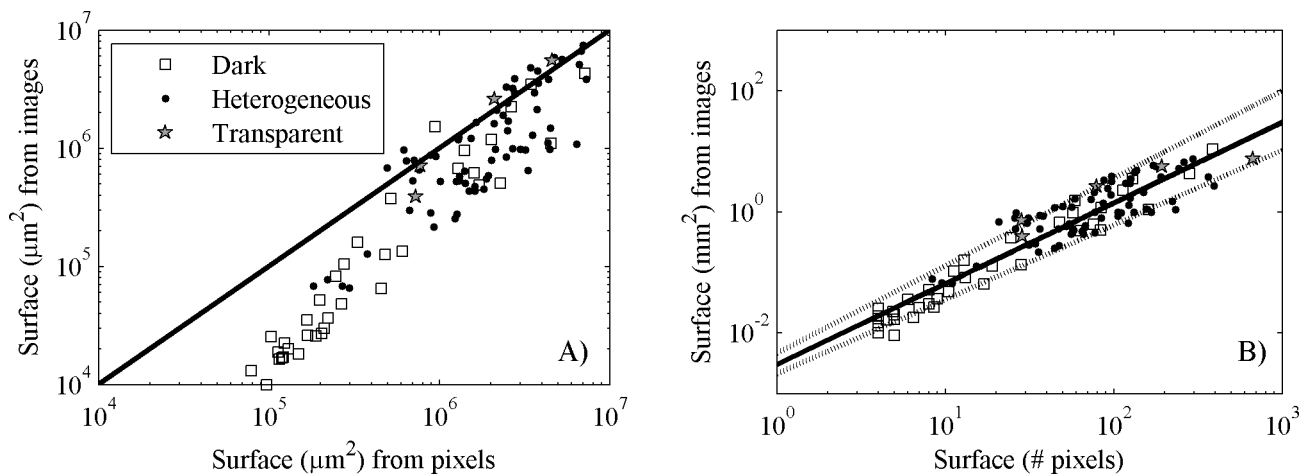 10^7
10^6
10^5
10^4
Surface (μm^2) from images
Dark
Heterogeneous
Transparent
A)
10^4
10^5
10^6
10^7
Surface (μm^2) from pixels
10^2
10^0
10^-2
Surface (mm^2) from images
B)
10^0
10^1
10^2
10^3
Surface (# pixels)